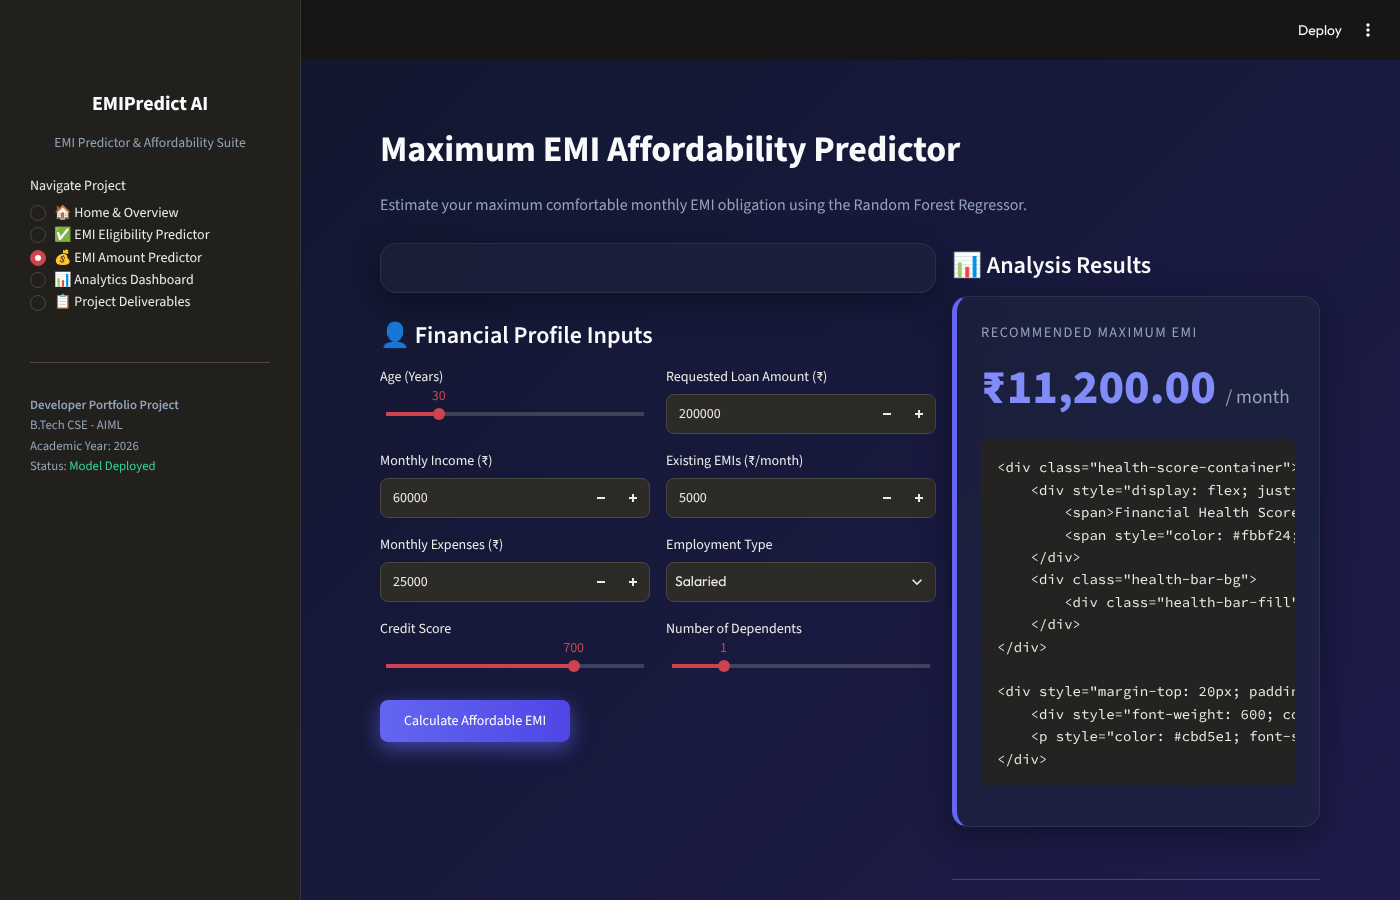 Deploy
EMIPredict AI
EMI Predictor & Affordability Suite
Navigate Project
🏠 Home & Overview
✅ EMI Eligibility Predictor
💰 EMI Amount Predictor
📊 Analytics Dashboard
📋 Project Deliverables
Developer Portfolio Project
B.Tech CSE - AIML
Academic Year: 2026
Status: Model Deployed
Maximum EMI Affordability Predictor
Estimate your maximum comfortable monthly EMI obligation using the Random Forest Regressor.
👤 Financial Profile Inputs
Age (Years)
30
Requested Loan Amount (₹)
200000
Monthly Income (₹)
60000
Existing EMIs (₹/month)
5000
Monthly Expenses (₹)
25000
Employment Type
Salaried
Credit Score
700
Number of Dependents
1
Calculate Affordable EMI
📊 Analysis Results
RECOMMENDED MAXIMUM EMI
₹11,200.00 / month
<div class="health-score-container">
    <div style="display: flex; just
        <span>Financial Health Score
        <span style="color: #fbbf24;
    </div>
    <div class="health-bar-bg">
        <div class="health-bar-fill"
    </div>
</div>
<div style="margin-top: 20px; paddin
    <div style="font-weight: 600; co
    <p style="color: #cbd5e1; font-s
</div>